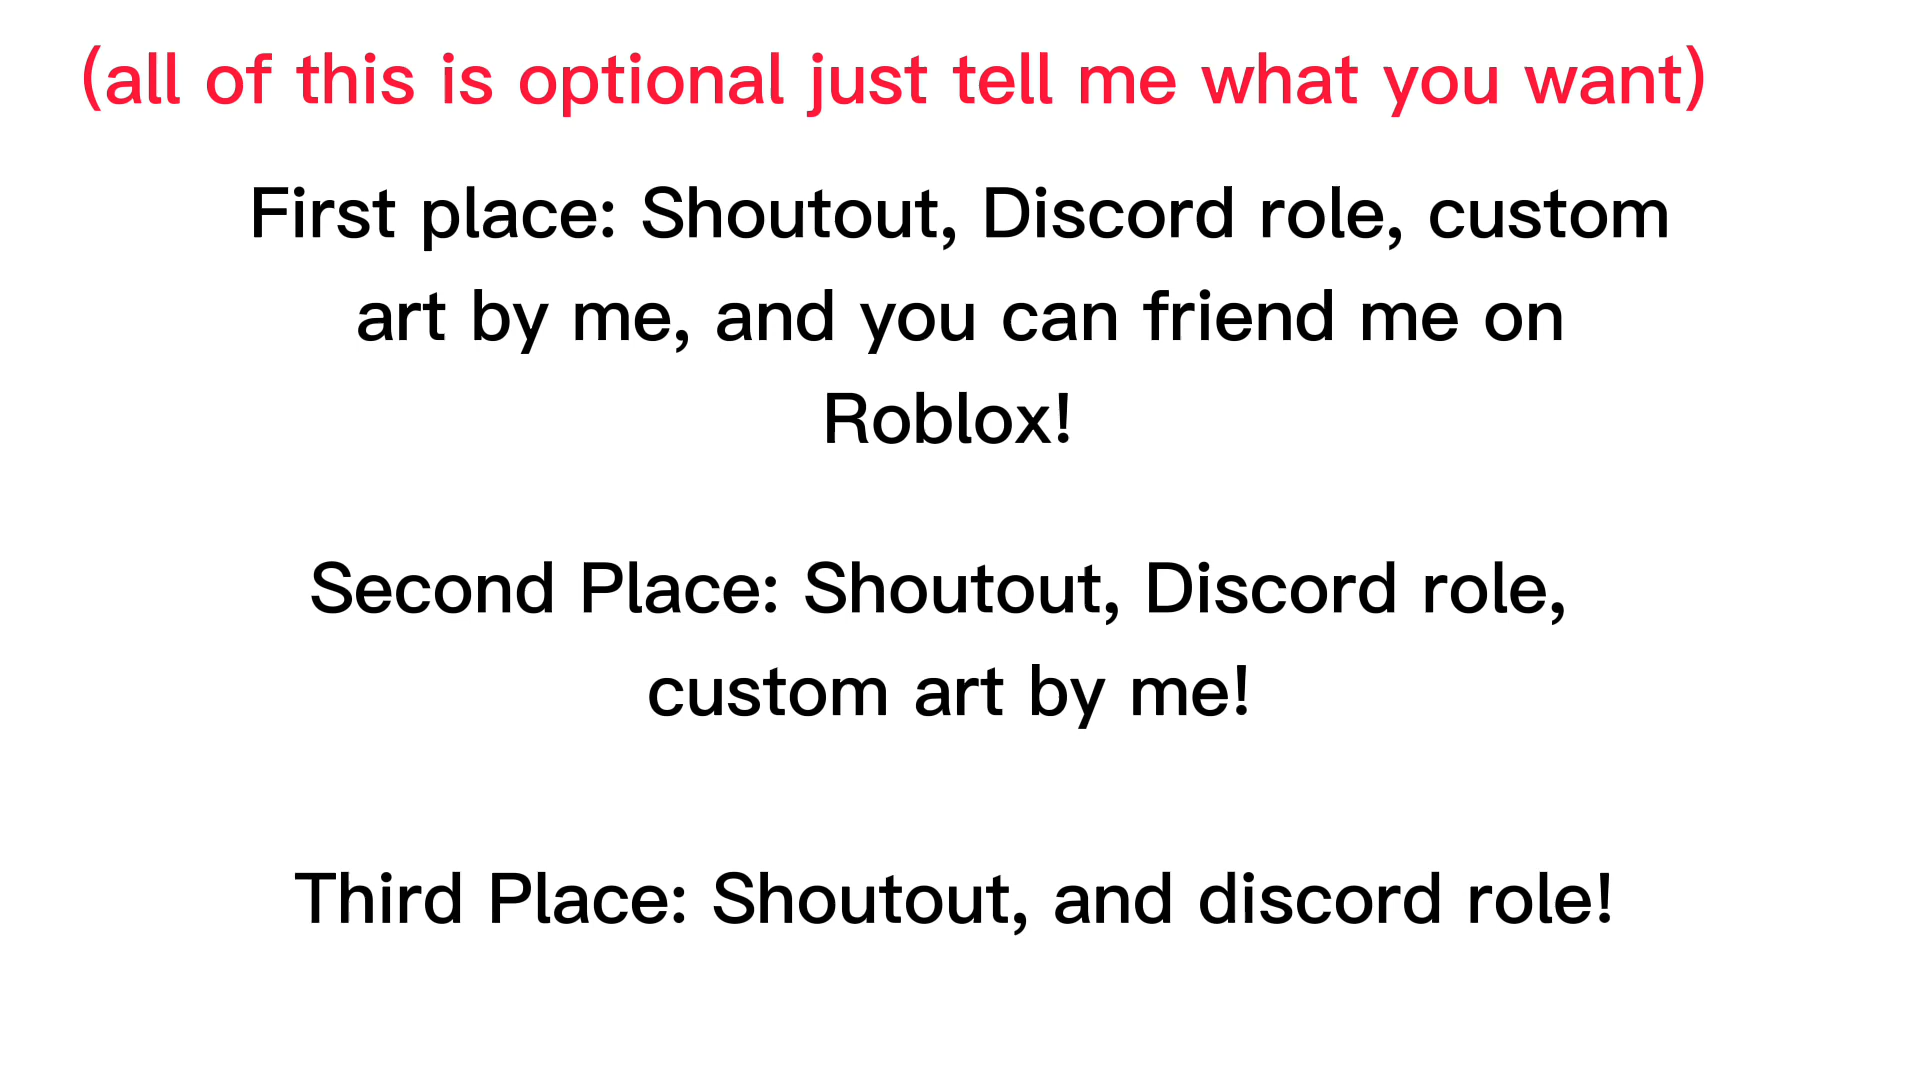 (all of this is optional just tell me what you want)
First place: Shoutout, Discord role, custom
art by me, and you can friend me on
Roblox!
Second Place: Shoutout, Discord role,
custom art by me!
Third Place: Shoutout, and discord role!